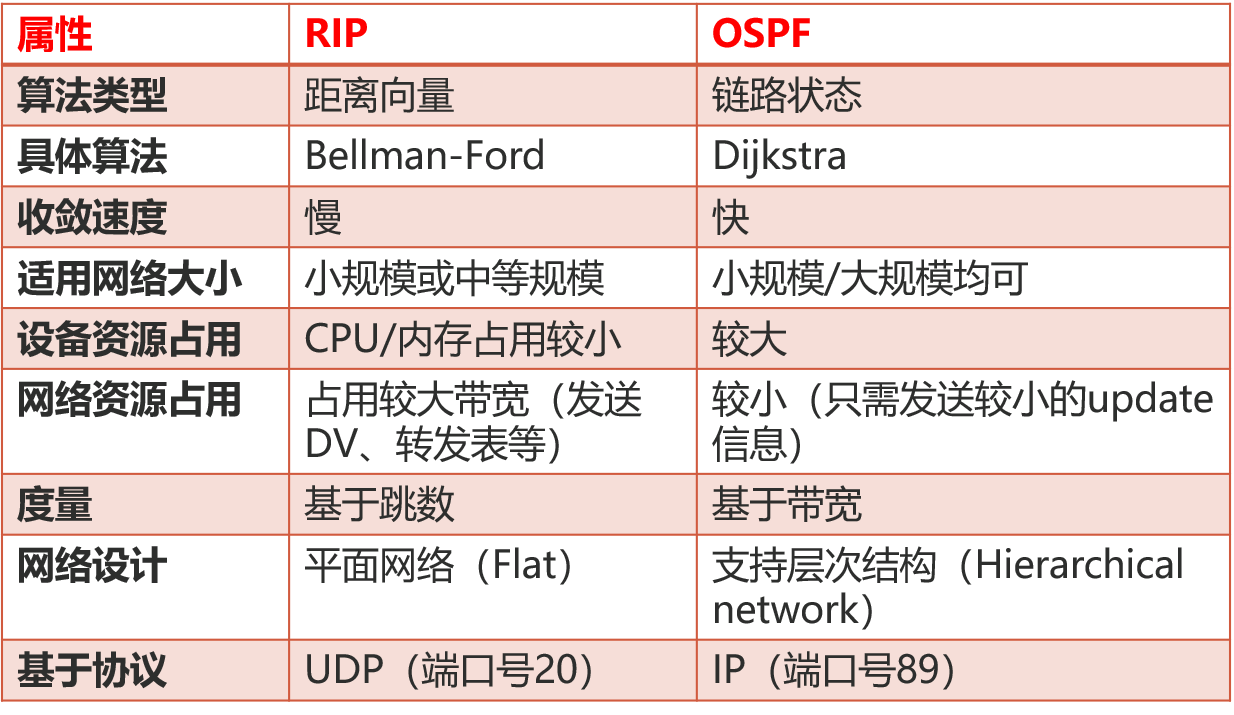 属性 RIP OSPF
算法类型 距离向量 链路状态
具体算法 Bellman-Ford Dijkstra
收敛速度 慢 快
适用网络大小 小规模或中等规模 小规模/大规模均可
设备资源占用 CPU/内存占用较小 较大
网络资源占用 占用较大带宽（发送 较小（只需发送较小的update
DV、转发表等） 信息）
度量 基于跳数 基于带宽
网络设计 平面网络（Flat） 支持层次结构（Hierarchical
network）
基于协议 UDP（端口号20） IP（端口号89）